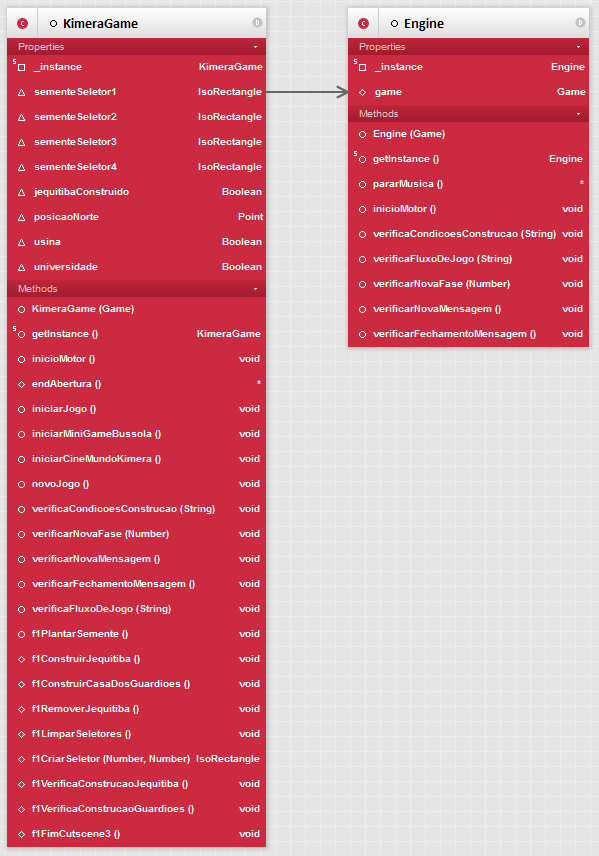 C KimeraGame D
Properties
S _instance KimeraGame
sementeSeletor1 IsoRectangle
sementeSeletor2 IsoRectangle
sementeSeletor3 IsoRectangle
sementeSeletor4 IsoRectangle
jequitibaConstruido Boolean
posicaoNorte Point
usina Boolean
universidade Boolean
Methods
KimeraGame (Game)
S getInstance () KimeraGame
inicioMotor () void
endAbertura () *
iniciarJogo () void
iniciarMiniGameBussola () void
iniciarCineMundoKimera () void
novoJogo () void
verificaCondicoesConstrucao (String) void
verificarNovaFase (Number) void
verificarNovaMensagem () void
verificarFechamentoMensagem () void
verificaFluxoDeJogo (String) void
f1PlantarSemente () void
f1ConstruirJequitiba () void
f1ConstruirCasaDosGuardioes () void
f1RemoverJequitiba () void
f1LimparSeletores () void
f1CriarSeletor (Number, Number) IsoRectangle
f1VerificaConstrucaoJequitiba () void
f1VerificaConstrucaoGuardioes () void
f1FimCutscene3 () void
C Engine D
Properties
S _instance Engine
game Game
Methods
Engine (Game)
S getInstance () Engine
pararMusica () *
inicioMotor () void
verificaCondicoesConstrucao (String) void
verificaFluxoDeJogo (String) void
verificarNovaFase (Number) void
verificarNovaMensagem () void
verificarFechamentoMensagem () void